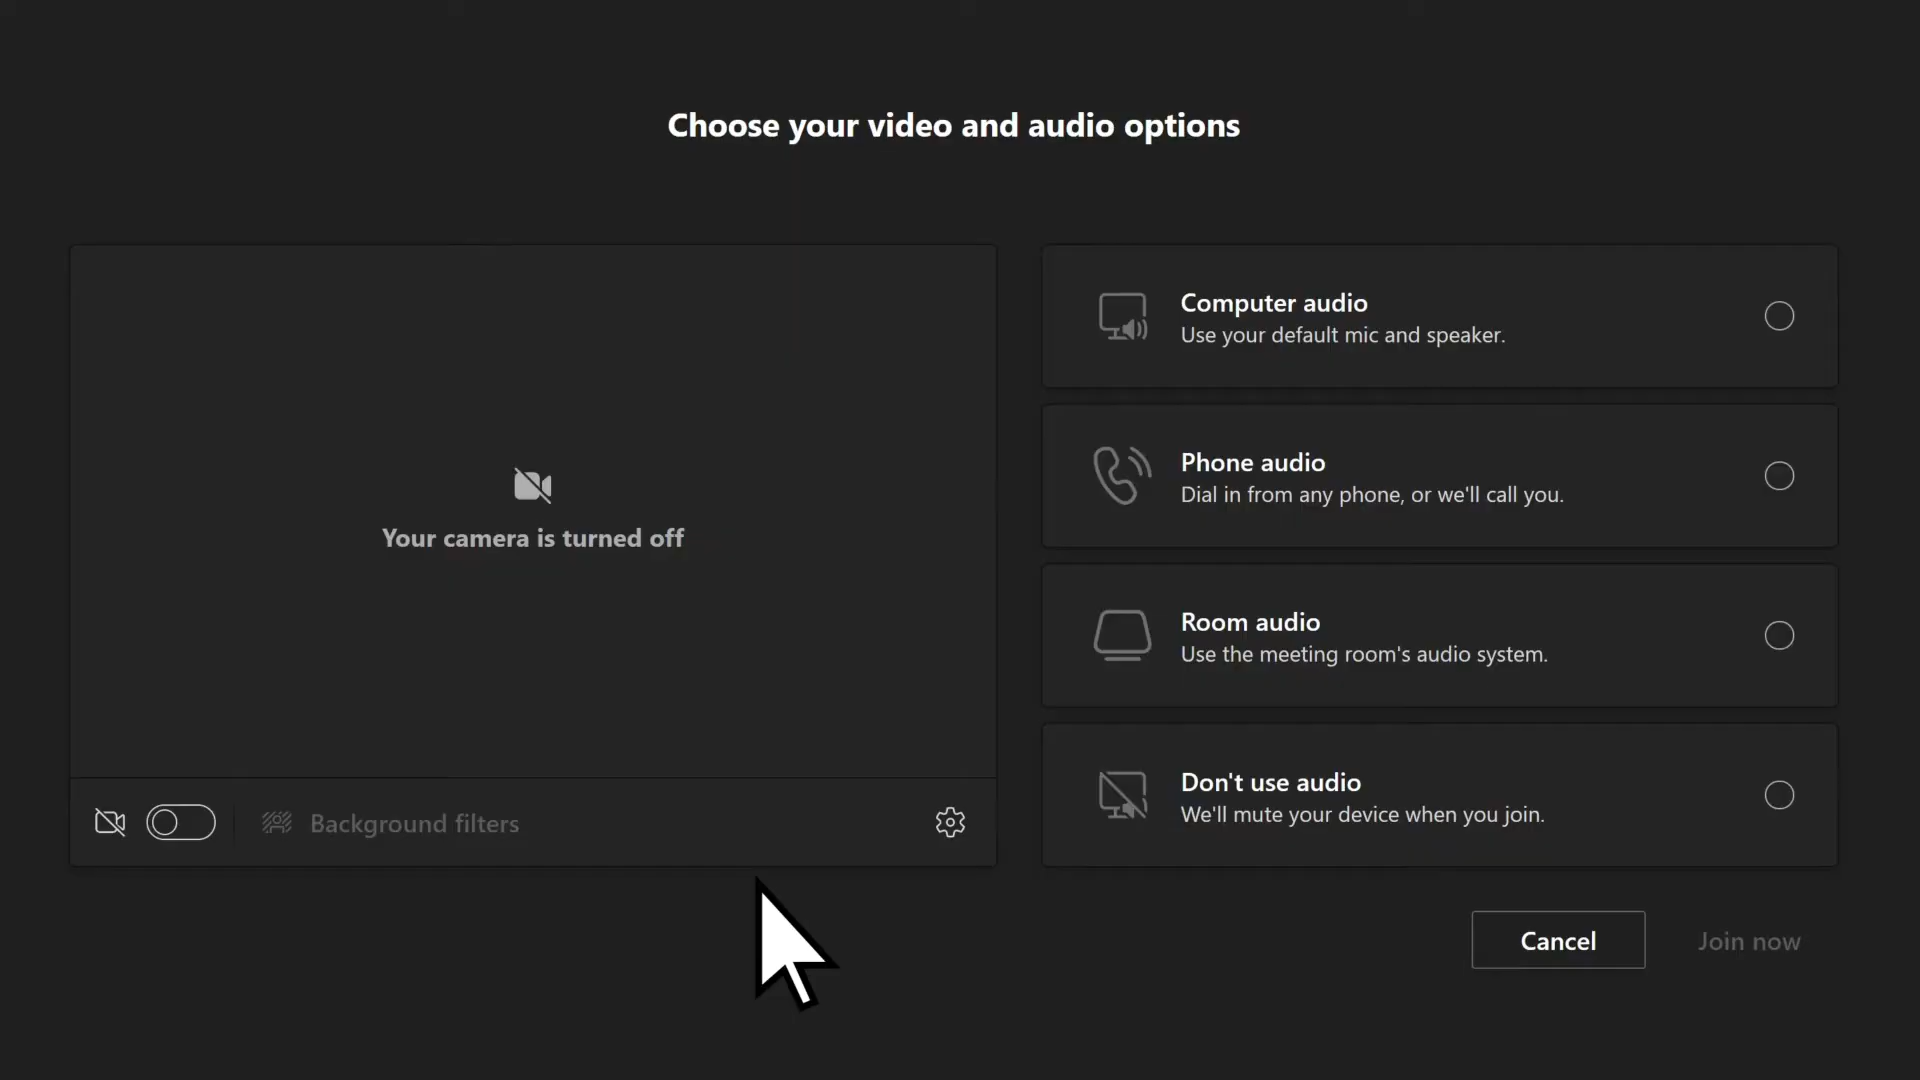 Choose your video and audio options
Your camera is turned off
Background filters
Computer audio
Use your default mic and speaker.
Phone audio
Dial in from any phone, or we'll call you.
Room audio
Use the meeting room's audio system.
Don't use audio
We'll mute your device when you join.
Cancel
Join now